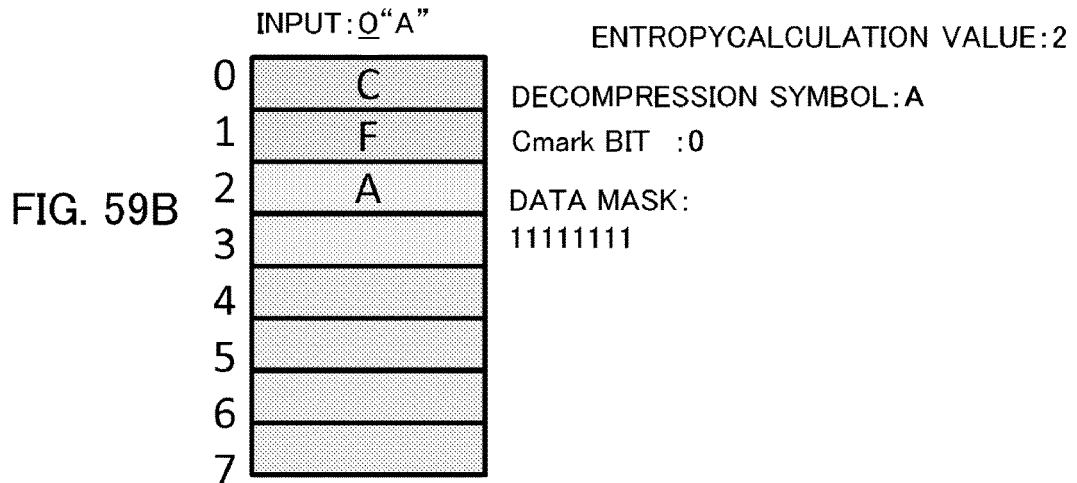 INPUT:0“A”
ENTROPYCALCULATION VALUE:2
0 C
DECOMPRESSION SYMBOL:A
1 F
Cmark BIT :0
2 A
DATA MASK:
FIG. 59B
11111111
3
4
5
6
7